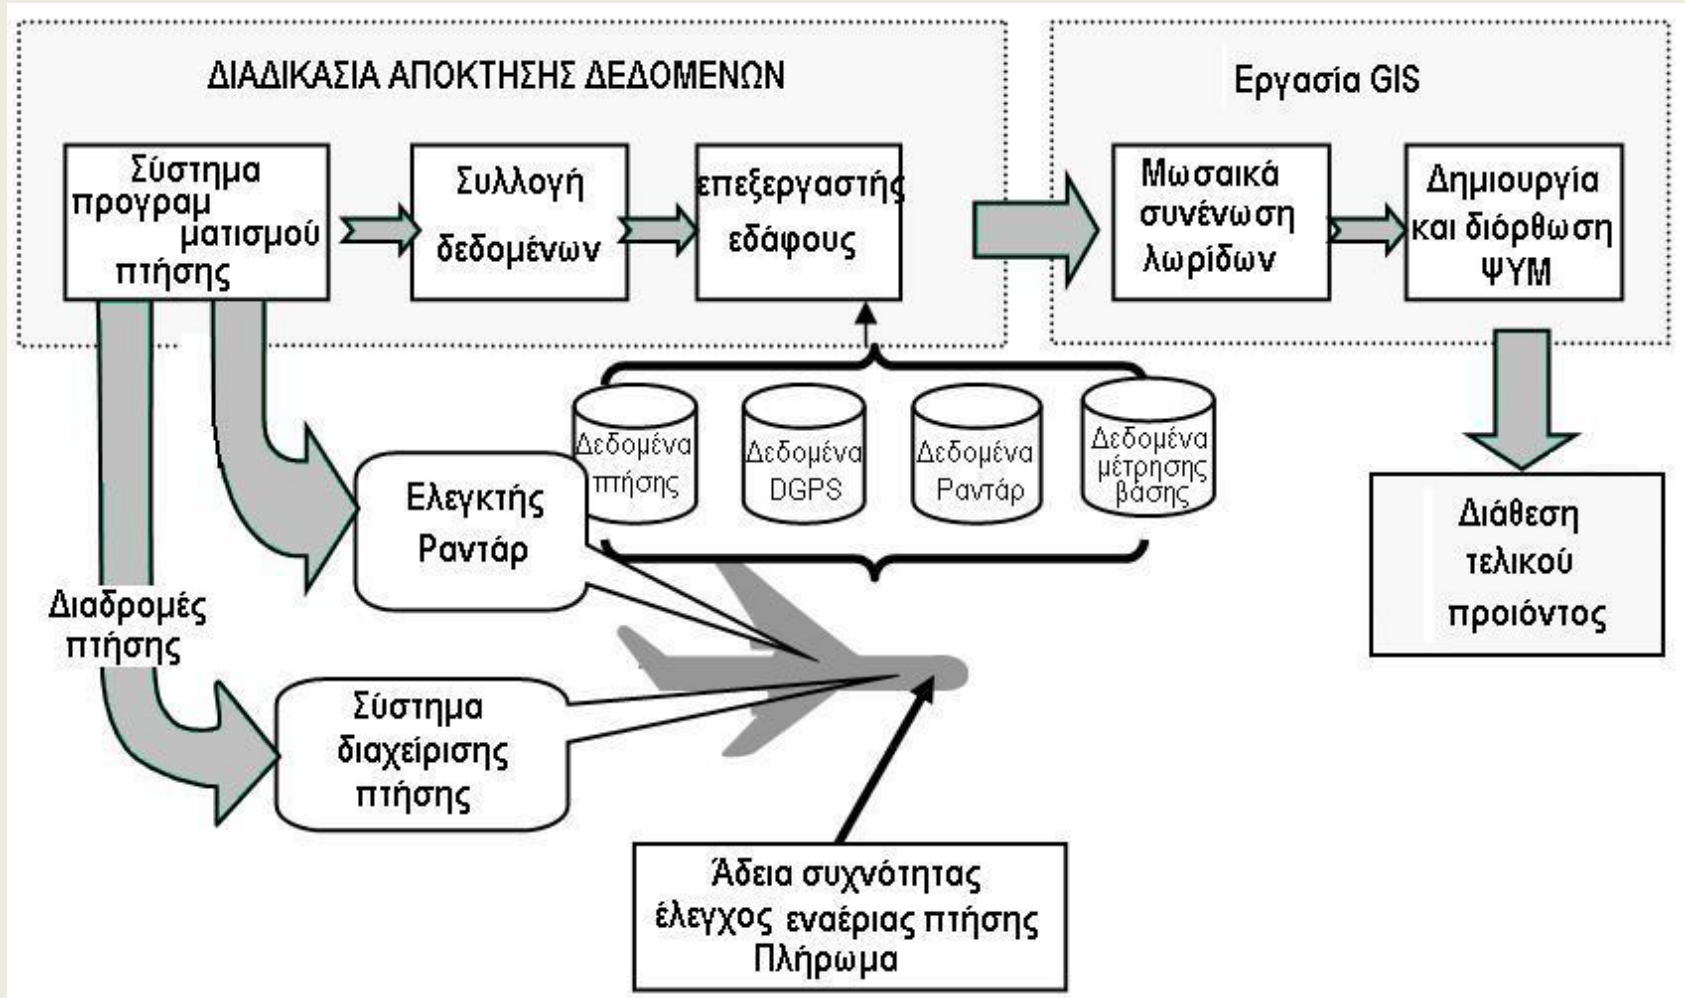 ΔΙΑΔΙΚΑΣΙΑ ΑΠΟΚΤΗΣΗΣ ΔΕΔΟΜΕΝΩΝ
Σύστημα
προγραμ
ματισμού
πτήσης
Συλλογή
δεδομένων
επεξεργαστής
εδάφους
Εργασία GIS
Μωσαικά
συνένωση
λωρίδων
Δημιουργία
και διόρθωση
ΨΥΜ
Δεδομένα
πτήσης
Δεδομένα
DGPS
Δεδομένα
Ραντάρ
Δεδομένα
μέτρησης
βάσης
Ελεγκτής
Ραντάρ
Διαδρομές
πτήσης
Σύστημα
διαχείρισης
πτήσης
Διάθεση
τελικού
προιόντος
Άδεια συχνότητας
έλεγχος εναέριας πτήσης
Πλήρωμα